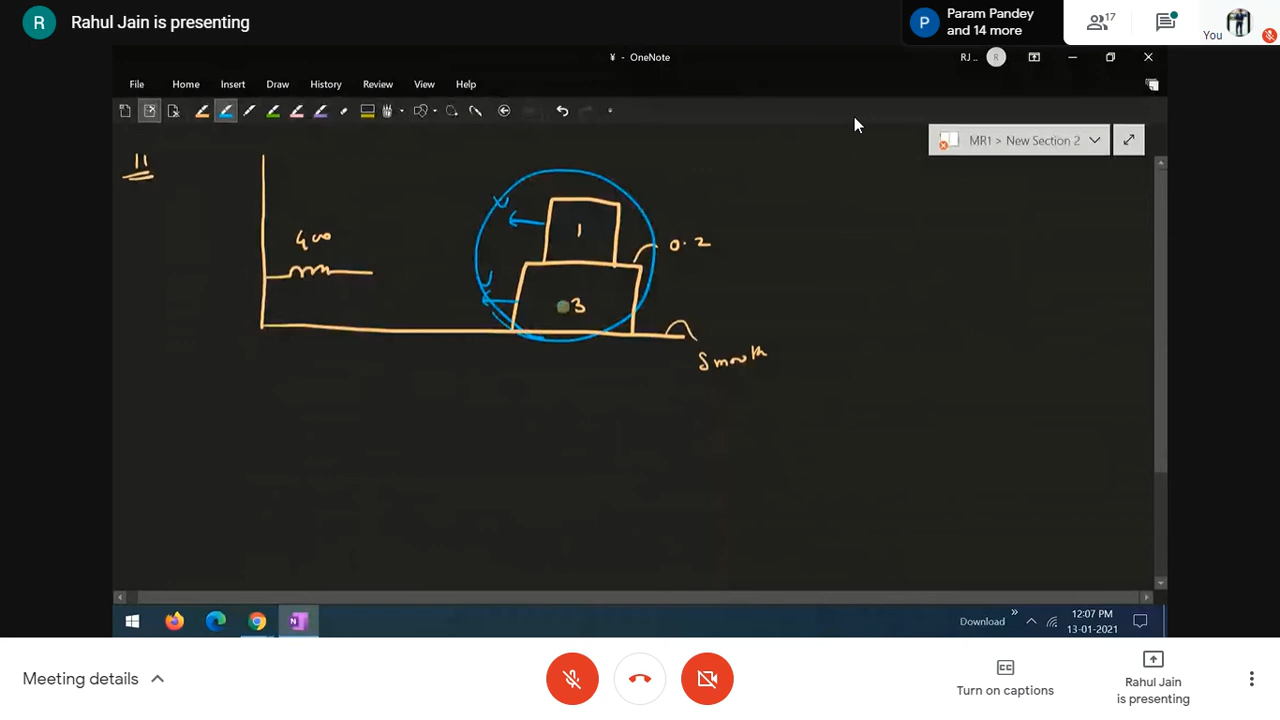 R Rahul Jain is presenting
P Param Pandey
and 14 more
17
You
¥ - OneNote
RJ ..
R
File Home Insert Draw History Review View Help
MR1 > New Section 2
11
400
1
0.2
3
Smooth
Download
»
12:07 PM
13-01-2021
Meeting details
CC
Turn on captions
Rahul Jain
is presenting